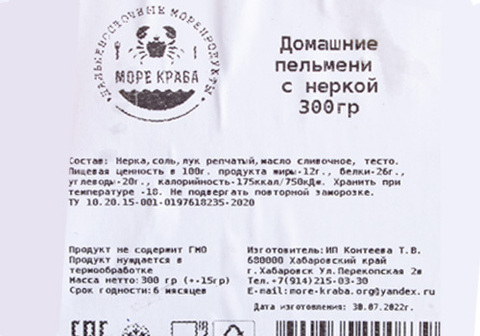 ДАЛЬНЕВОСТОЧНЫЕ МОРЕПРОДУКТЫ
МОРЕ КРАБА
Домашние
пельмени
с неркой
300гр
Состав: Нерка,соль,лук репчатый,масло сливочное, тесто.
Пищевая ценность в 100г. продукта жиры-12г., белки-26г.,
углеводы-20г., калорийность-175ккал/750кДж. Хранить при
температуре -18. Не подвергать повторной заморозке.
ТУ 10.20.15-001-0197618235-2020
Продукт не содержит ГМО
Продукт нуждается в
термообработке
Масса нетто:300 гр (+-15гр)
Срок годности:6 месяцев
Изготовитель:ИП Контеева Т.В.
680000 Хабаровский край
г.Хабаровск Ул.Перекопская 2в
Тел.+7(914)215-03-30
E-mail:more-kraba.org@yandex.ru
Дата изготовления: 30.07.2022г.
ЕАС